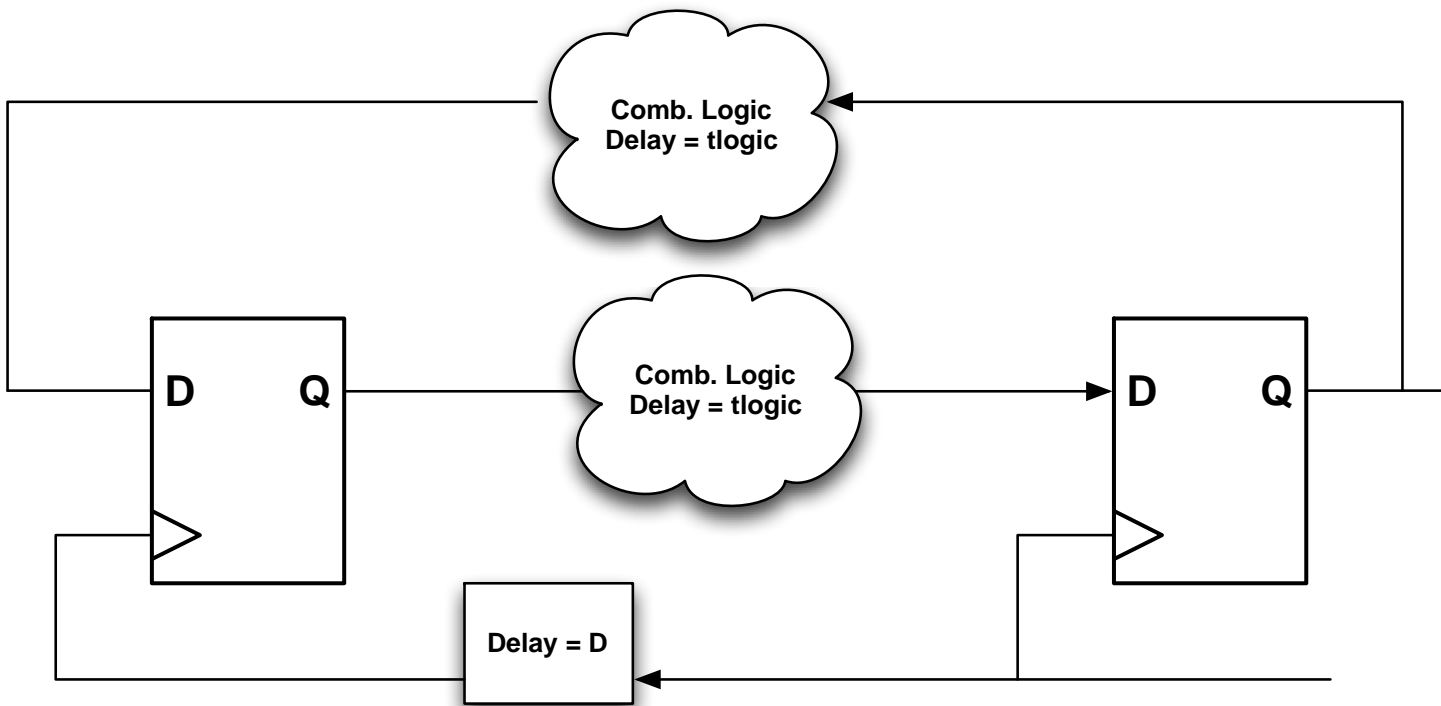 Comb. Logic
Delay = tlogic
Comb. Logic
Delay = tlogic
D Q
D Q
Delay = D